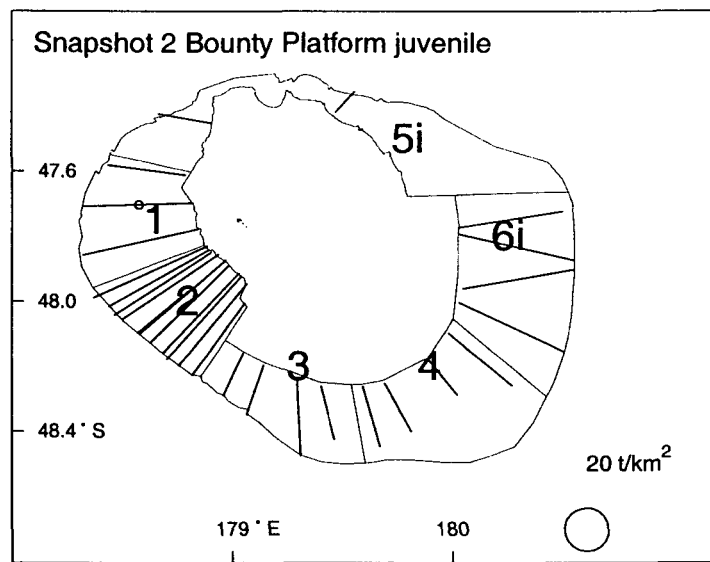 Snapshot 2 Bounty Platform juvenile
5i
47.6
1
6i
48.0
2
3
4
48.4° S
20 t/km²
179° E
180